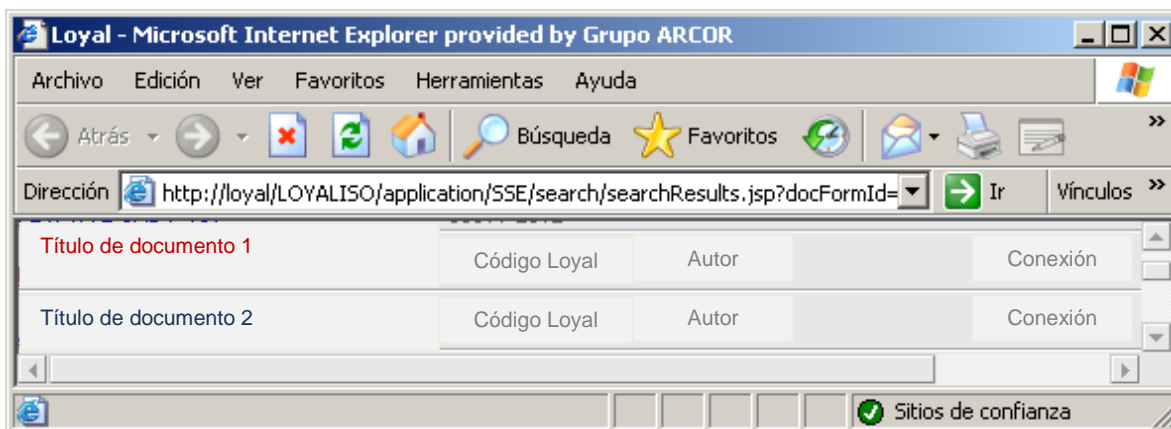 Loyal - Microsoft Internet Explorer provided by Grupo ARCOR
Archivo Edición Ver Favoritos Herramientas Ayuda
Atrás Búsqueda Favoritos »
Dirección http://loyal/LOYALISO/application/SSE/search/searchResults.jsp?docFormId= Ir Vínculos »
Título de documento 1 Código Loyal Autor Conexión
Título de documento 2 Código Loyal Autor Conexión
Sitios de confianza